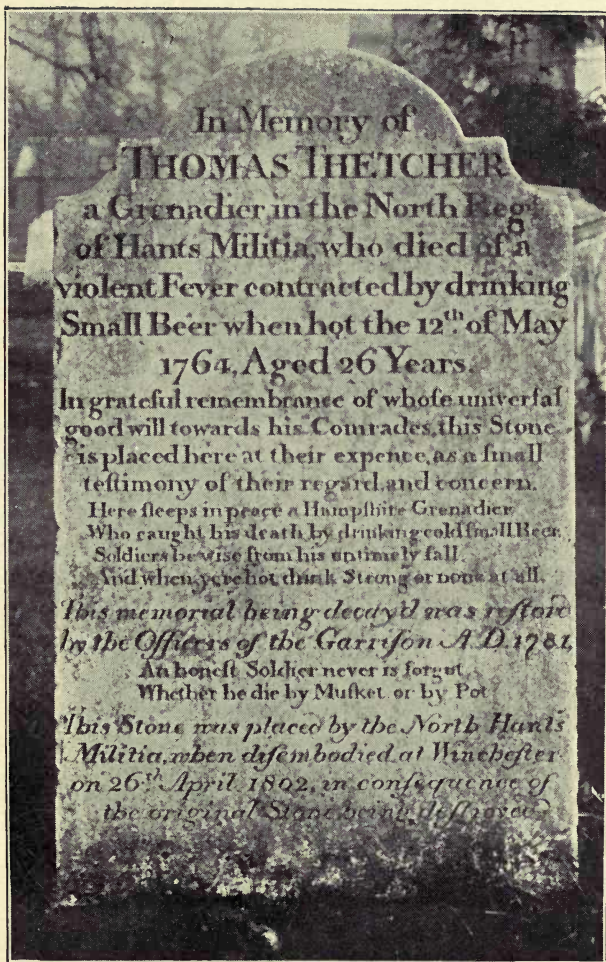 In Memory of
THOMAS THETCHER
a Grenadier in the North Reg.
of Hants Militia, who died of a
violent Fever contracted by drinking
Small Beer when hot the 12th. of May
1764, Aged 26 Years.
In grateful remembrance of whoſe univerſal
good will towards his Comrades, this Stone
is placed here at their expence, as a ſmall
teſtimony of their regard and concern.
Here ſleeps in peace a Hampſhire Grenadier,
Who caught his death by drinking cold ſmall Beer,
Soldiers be wise from his untimely fall
And when ye're hot drink Strong or none at all.
This memorial being decay'd was reſtor'd
by the Officers of the Garriſon A.D. 1781,
An honeſt Soldier never is forgot
Whether he die by Muſket or by Pot
This Stone was placed by the North Hants
Militia, when diſembodied at Wincheſter
on 26th April 1802, in conſequence of
the original Stone being deſtroyed